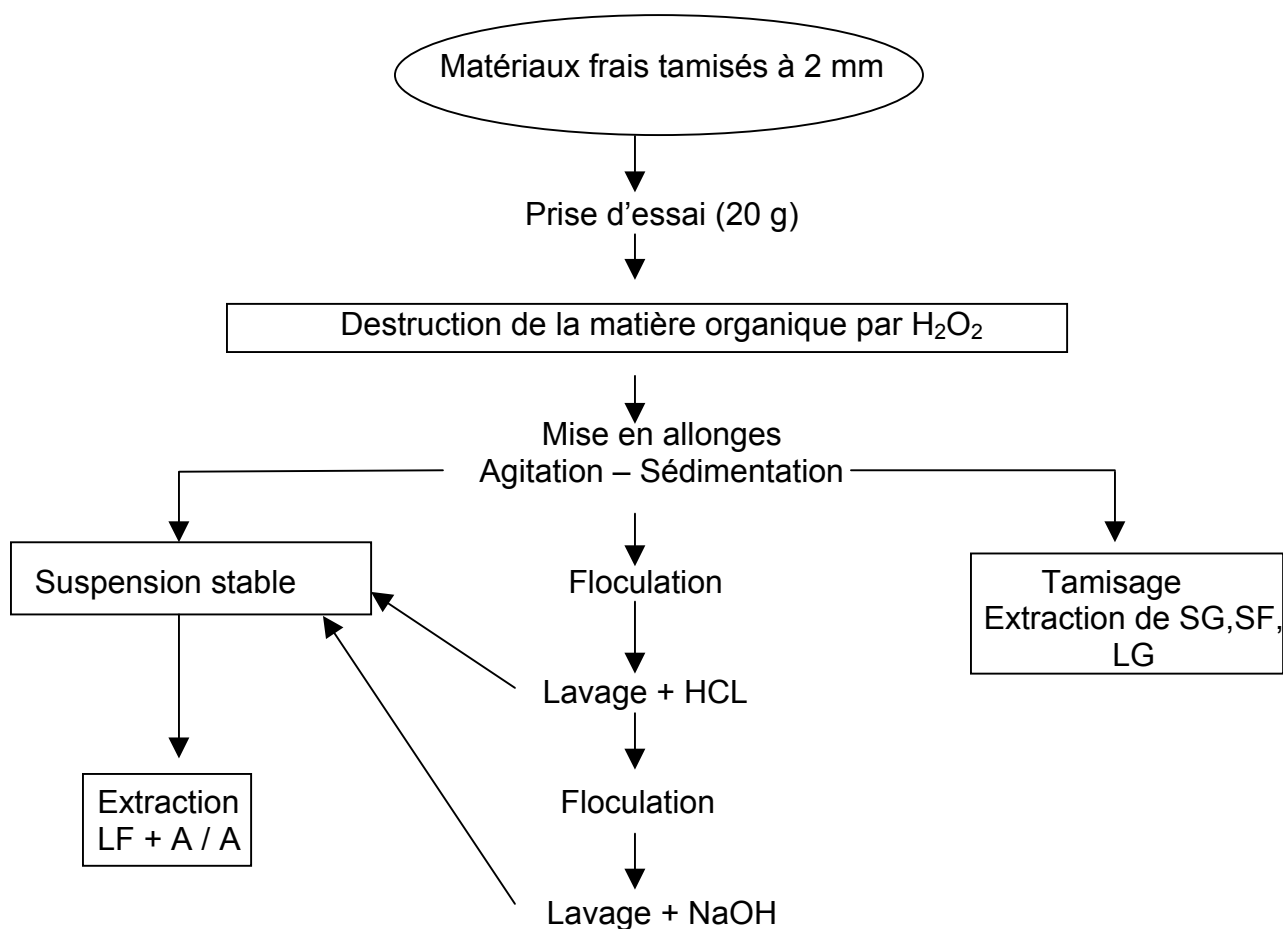 Matériaux frais tamisés à 2 mm
Prise d’essai (20 g)
Destruction de la matière organique par H₂O₂
Mise en allonges
Agitation – Sédimentation
Suspension stable
Floculation
Tamisage
Extraction de SG,SF,
LG
Lavage + HCL
Extraction
LF + A / A
Floculation
Lavage + NaOH